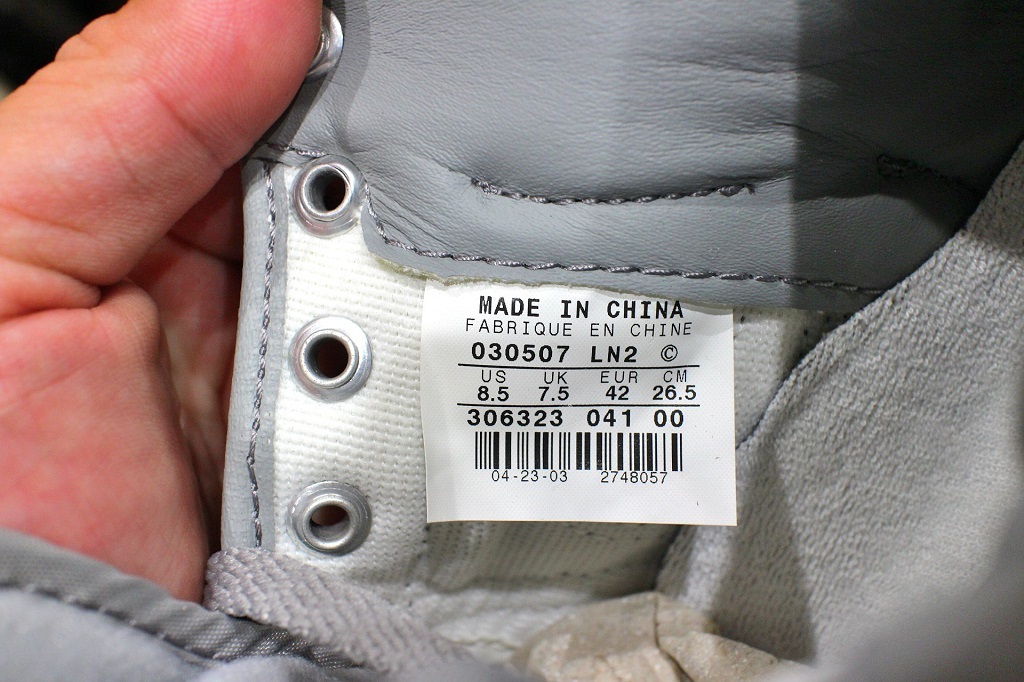 MADE IN CHINA
FABRIQUE EN CHINE
030507 LN2 ©
US UK EUR CM
8.5 7.5 42 26.5
306323 041 00
04-23-03 2748057